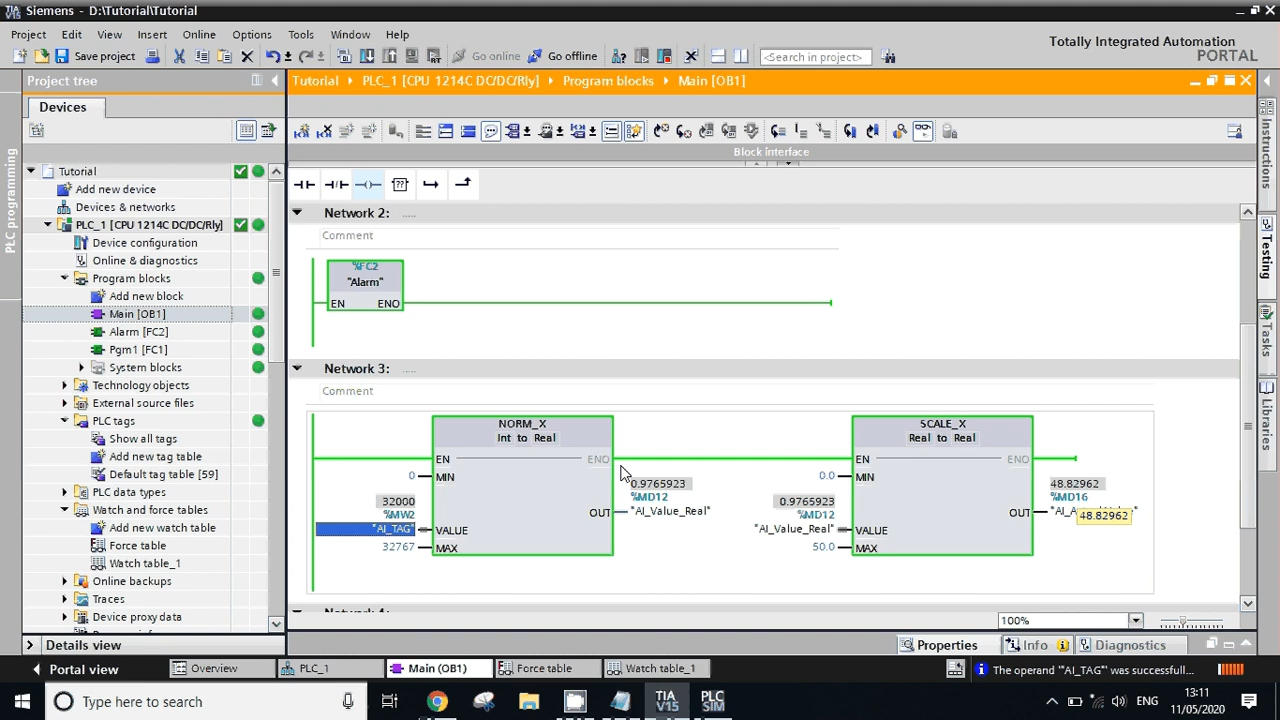 TIA V15 Siemens - D:\Tutorial\Tutorial
Project Edit View Insert Online Options Tools Window Help
Totally Integrated Automation
PORTAL
Save project Go online Go offline <Search in project>
Project tree
Tutorial PLC_1 [CPU 1214C DC/DC/Rly] Program blocks Main [OB1]
Devices
PLC programming
Block interface
Tutorial
Add new device
Devices & networks
PLC_1 [CPU 1214C DC/DC/Rly]
Device configuration
Online & diagnostics
Program blocks
Add new block
Main [OB1]
Alarm [FC2]
Pgm1 [FC1]
System blocks
Technology objects
External source files
PLC tags
Show all tags
Add new tag table
Default tag table [59]
PLC data types
Watch and force tables
Add new watch table
Force table
Watch table_1
Online backups
Traces
Device proxy data
Details view
??
Network 2: .....
Comment
%FC2
"Alarm"
EN ENO
Network 3: .....
Comment
NORM_X
Int to Real
EN ENO
0 MIN
32000
%MW2
"AI_TAG" VALUE
32767 MAX
OUT
0.9765923
%MD12
"AI_Value_Real"
SCALE_X
Real to Real
EN ENO
0.0 MIN
0.9765923
%MD12
"AI_Value_Real" VALUE
50.0 MAX
OUT
48.82962
%MD16
48.82962
100%
Instructions
Testing
Tasks
Libraries
Properties Info Diagnostics
Portal view Overview PLC_1 Main (OB1) Force table Watch table_1 The operand '"AI_TAG"' was successfull...
Type here to search TIA V15 PLC SIM ENG 13:11
11/05/2020